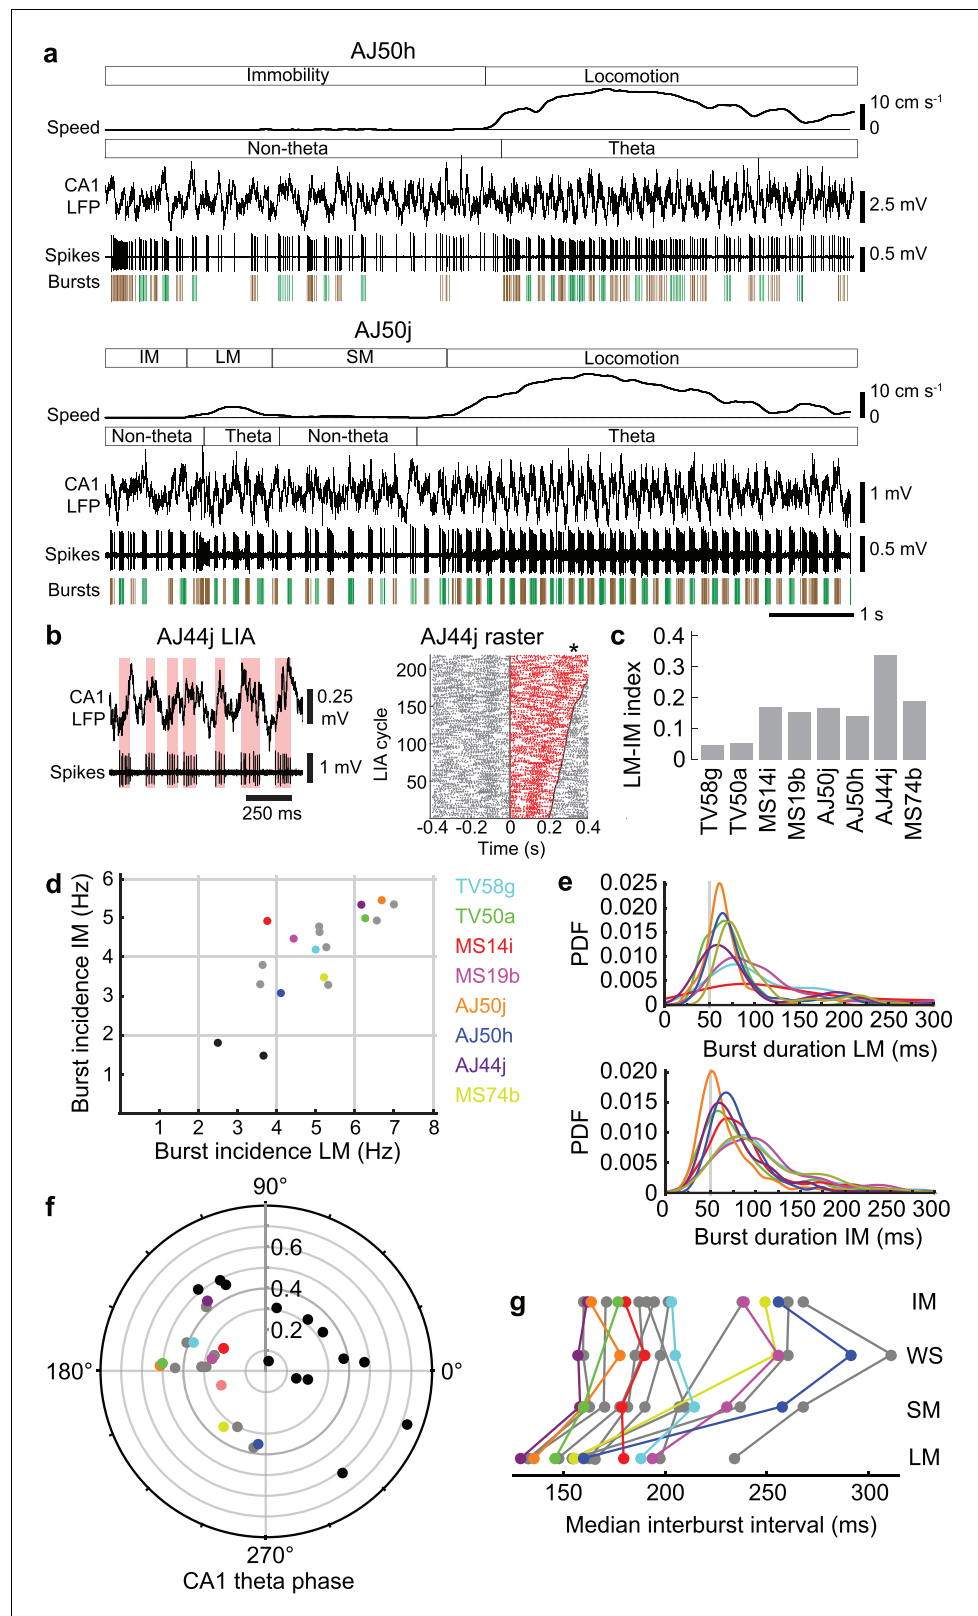 a
AJ50h
Immobility Locomotion
Speed
10 cm s-1
0
Non-theta Theta
CA1
LFP
2.5 mV
Spikes
0.5 mV
Bursts
AJ50j
IM LM SM Locomotion
Speed
10 cm s-1
0
Non-theta Theta Non-theta Theta
CA1
LFP
1 mV
Spikes
0.5 mV
Bursts
1 s
b
AJ44j LIA
CA1
LFP
0.25
mV
Spikes
1 mV
250 ms
AJ44j raster
*
LIA cycle
200
150
100
50
-0.4 -0.2 0 0.2 0.4
Time (s)
c
LM-IM index
0.4
0.3
0.2
0.1
0
TV58g
TV50a
MS14i
MS19b
AJ50j
AJ50h
AJ44j
MS74b
d
Burst incidence IM (Hz)
6
5
4
3
2
1
1 2 3 4 5 6 7 8
Burst incidence LM (Hz)
TV58g
TV50a
MS14i
MS19b
AJ50j
AJ50h
AJ44j
MS74b
e
PDF
0.025
0.020
0.015
0.010
0.005
0
0 50 100 150 200 250 300
Burst duration LM (ms)
PDF
0.020
0.015
0.010
0.005
0
0 50 100 150 200 250 300
Burst duration IM (ms)
f
90°
0.6
0.4
0.2
180°
0°
270°
CA1 theta phase
g
IM
WS
SM
LM
150 200 250 300
Median interburst interval (ms)